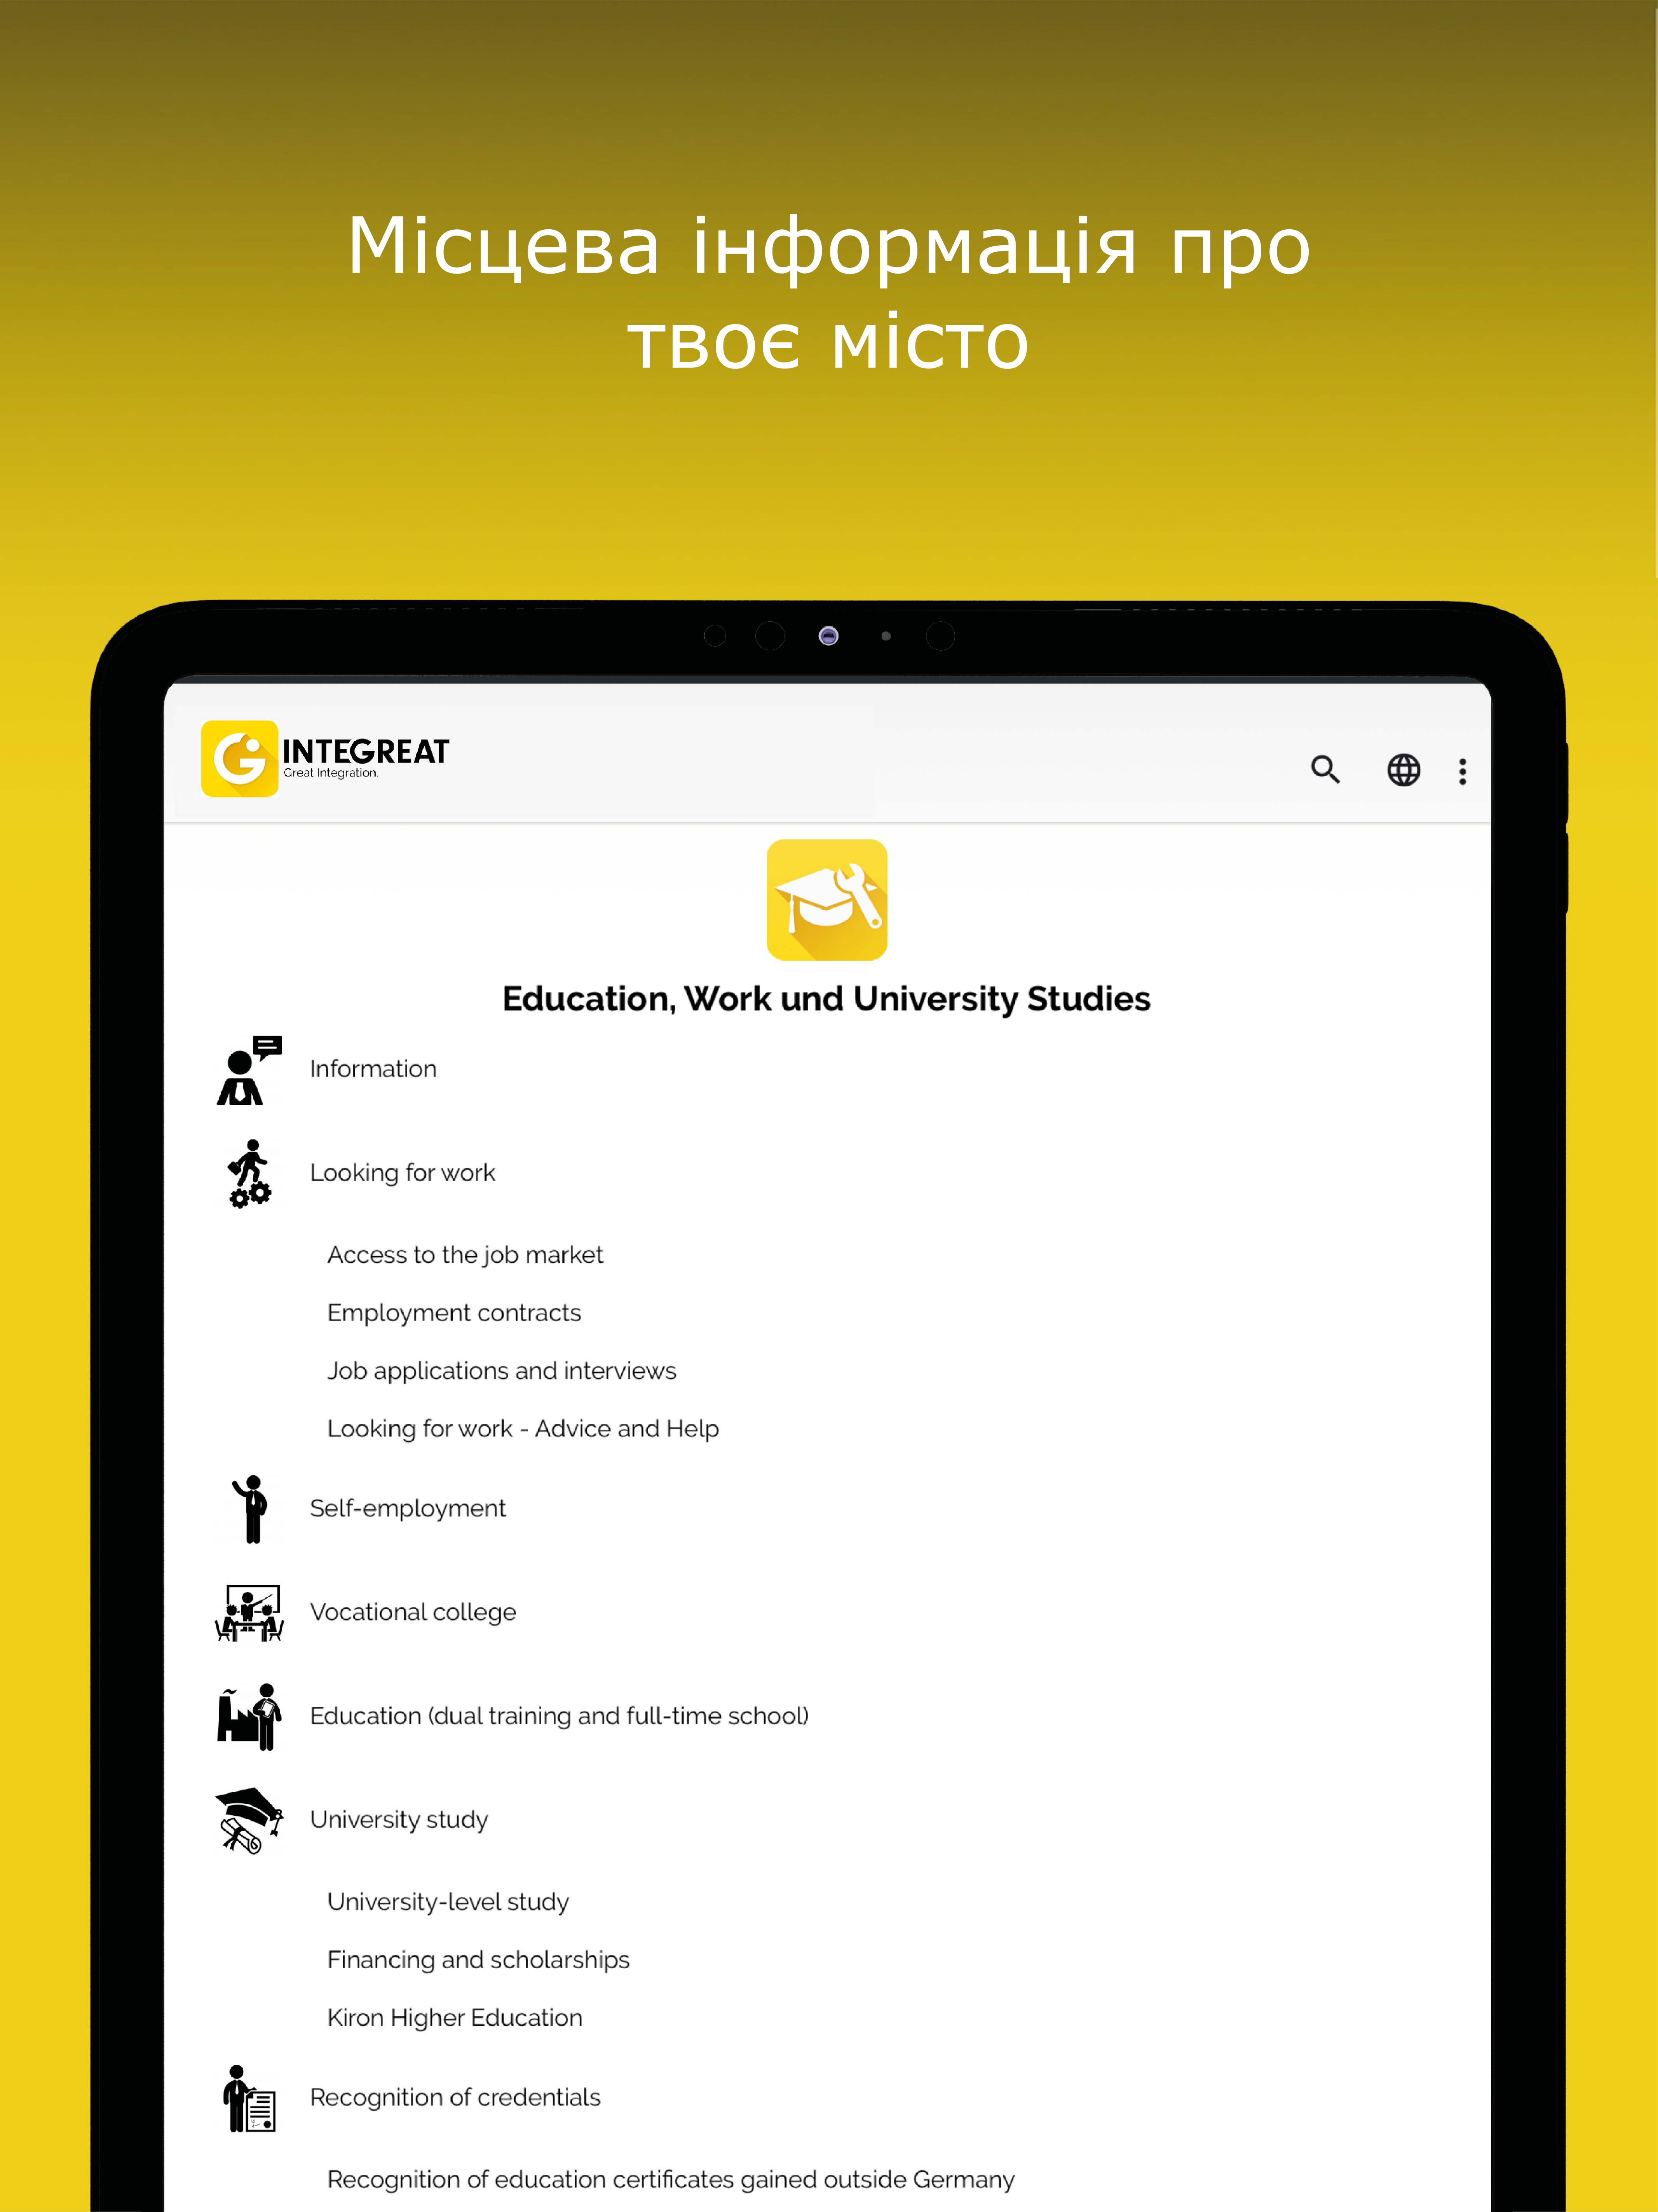 Місцева інформація про
твоє місто
INTEGREAT
Great Integration.
Education, Work und University Studies
Information
Looking for work
Access to the job market
Employment contracts
Job applications and interviews
Looking for work - Advice and Help
Self-employment
Vocational college
Education (dual training and full-time school)
University study
University-level study
Financing and scholarships
Kiron Higher Education
Recognition of credentials
Recognition of education certificates gained outside Germany